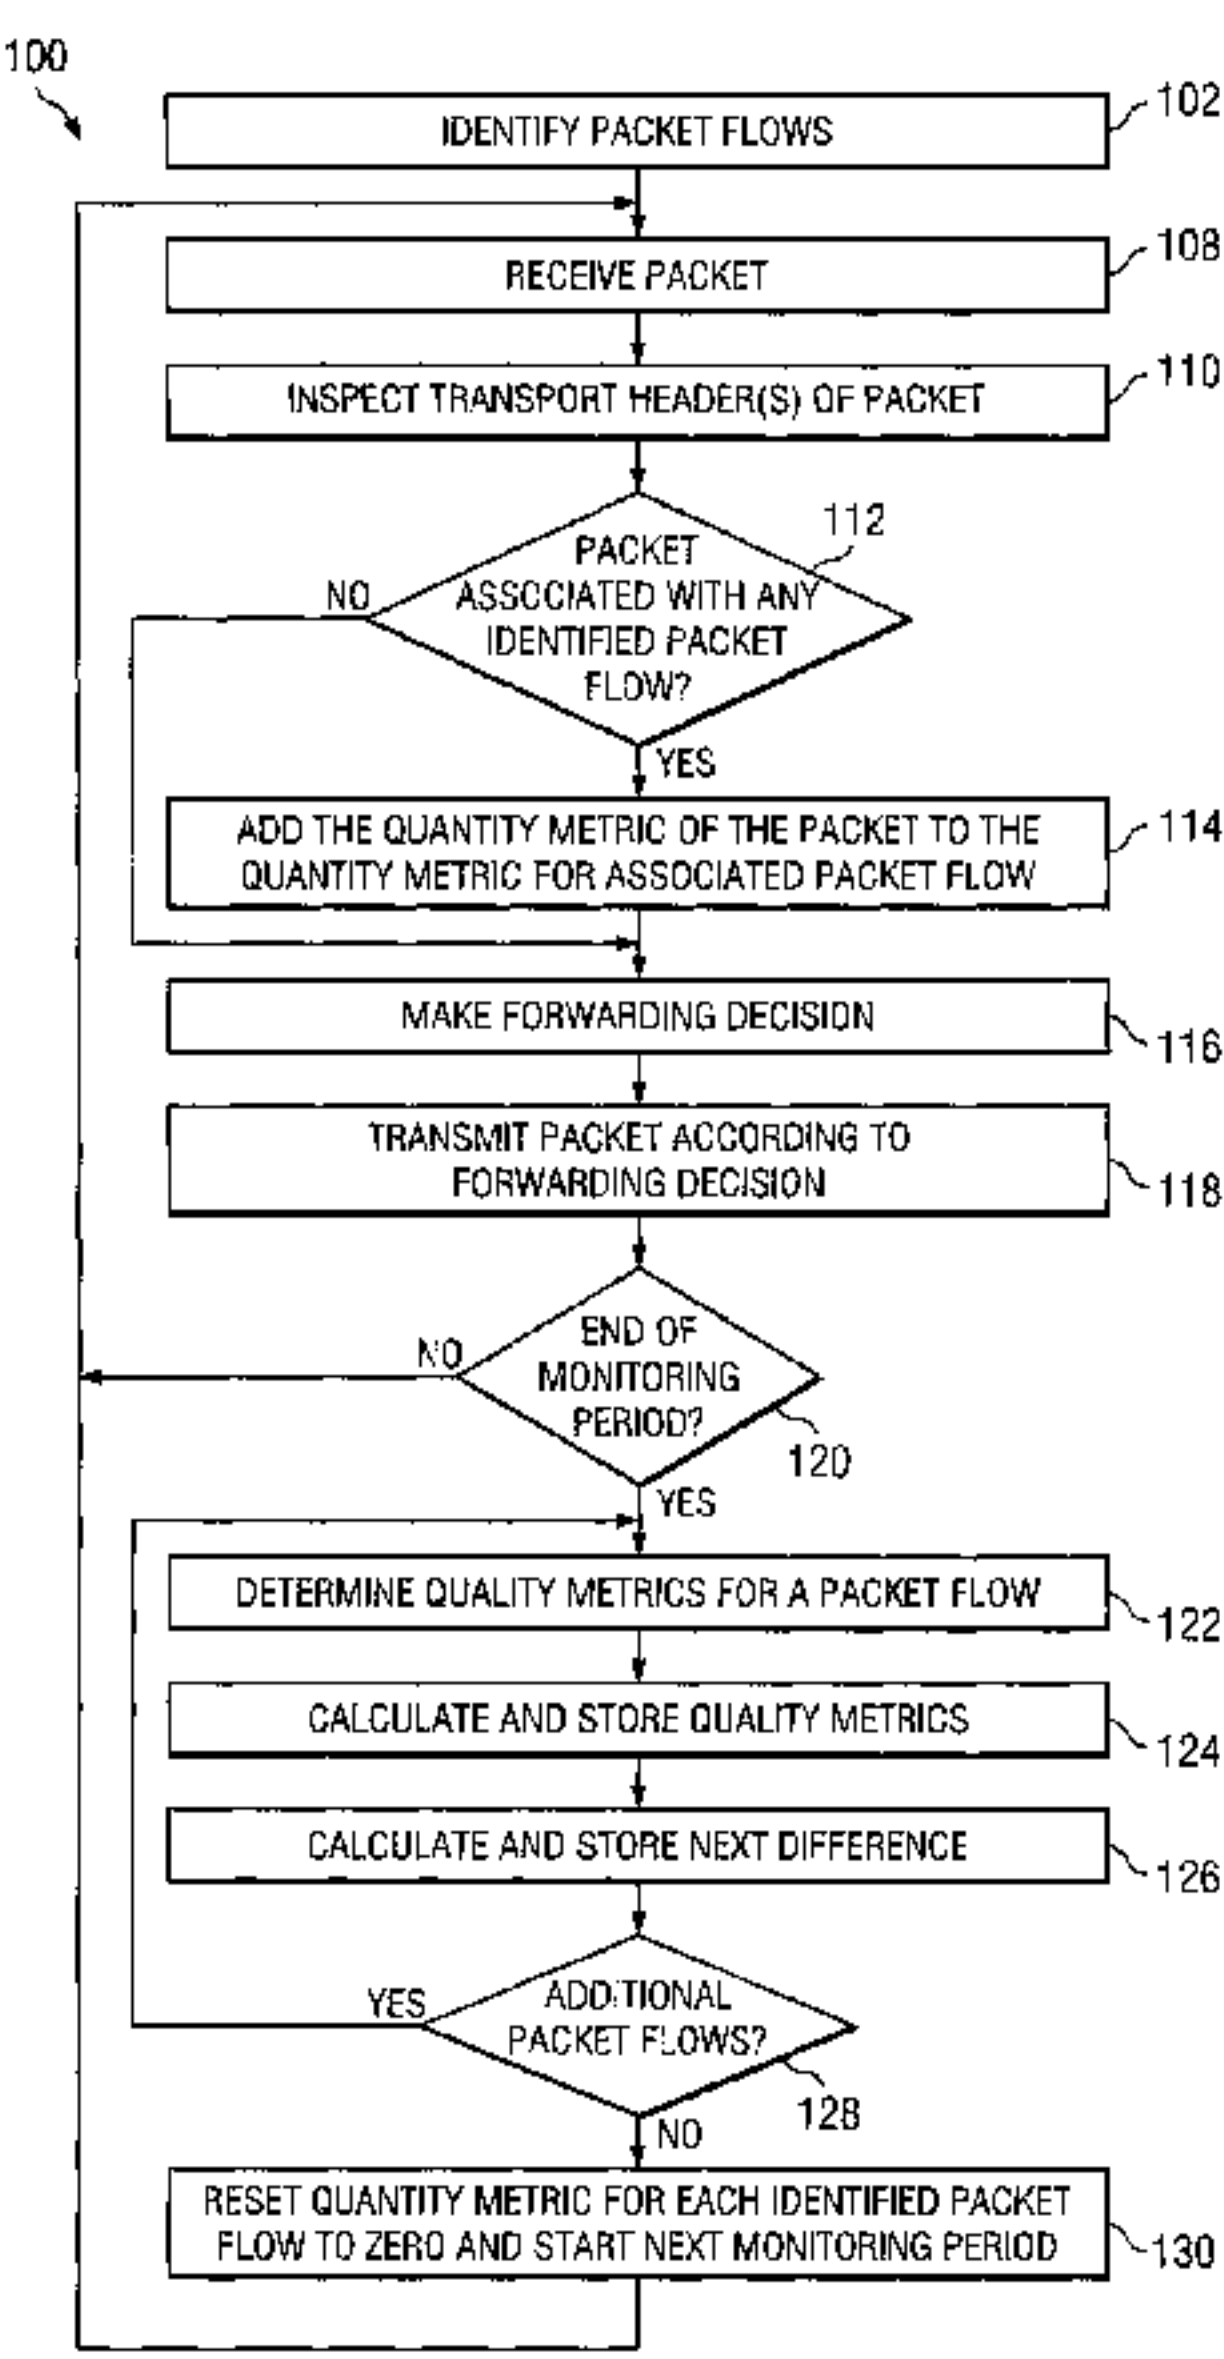 100
IDENTIFY PACKET FLOWS
102
RECEIVE PACKET
108
INSPECT TRANSPORT HEADER(S) OF PACKET
110
112
PACKET
ASSOCIATED WITH ANY
IDENTIFIED PACKET
FLOW?
NO
YES
ADD THE QUANTITY METRIC OF THE PACKET TO THE
QUANTITY METRIC FOR ASSOCIATED PACKET FLOW
114
MAKE FORWARDING DECISION
116
TRANSMIT PACKET ACCORDING TO
FORWARDING DECISION
118
END OF
MONITORING
PERIOD?
NO
120
YES
DETERMINE QUALITY METRICS FOR A PACKET FLOW
122
CALCULATE AND STORE QUALITY METRICS
124
CALCULATE AND STORE NEXT DIFFERENCE
126
YES
ADDITIONAL
PACKET FLOWS?
128
NO
RESET QUANTITY METRIC FOR EACH IDENTIFIED PACKET
FLOW TO ZERO AND START NEXT MONITORING PERIOD
130